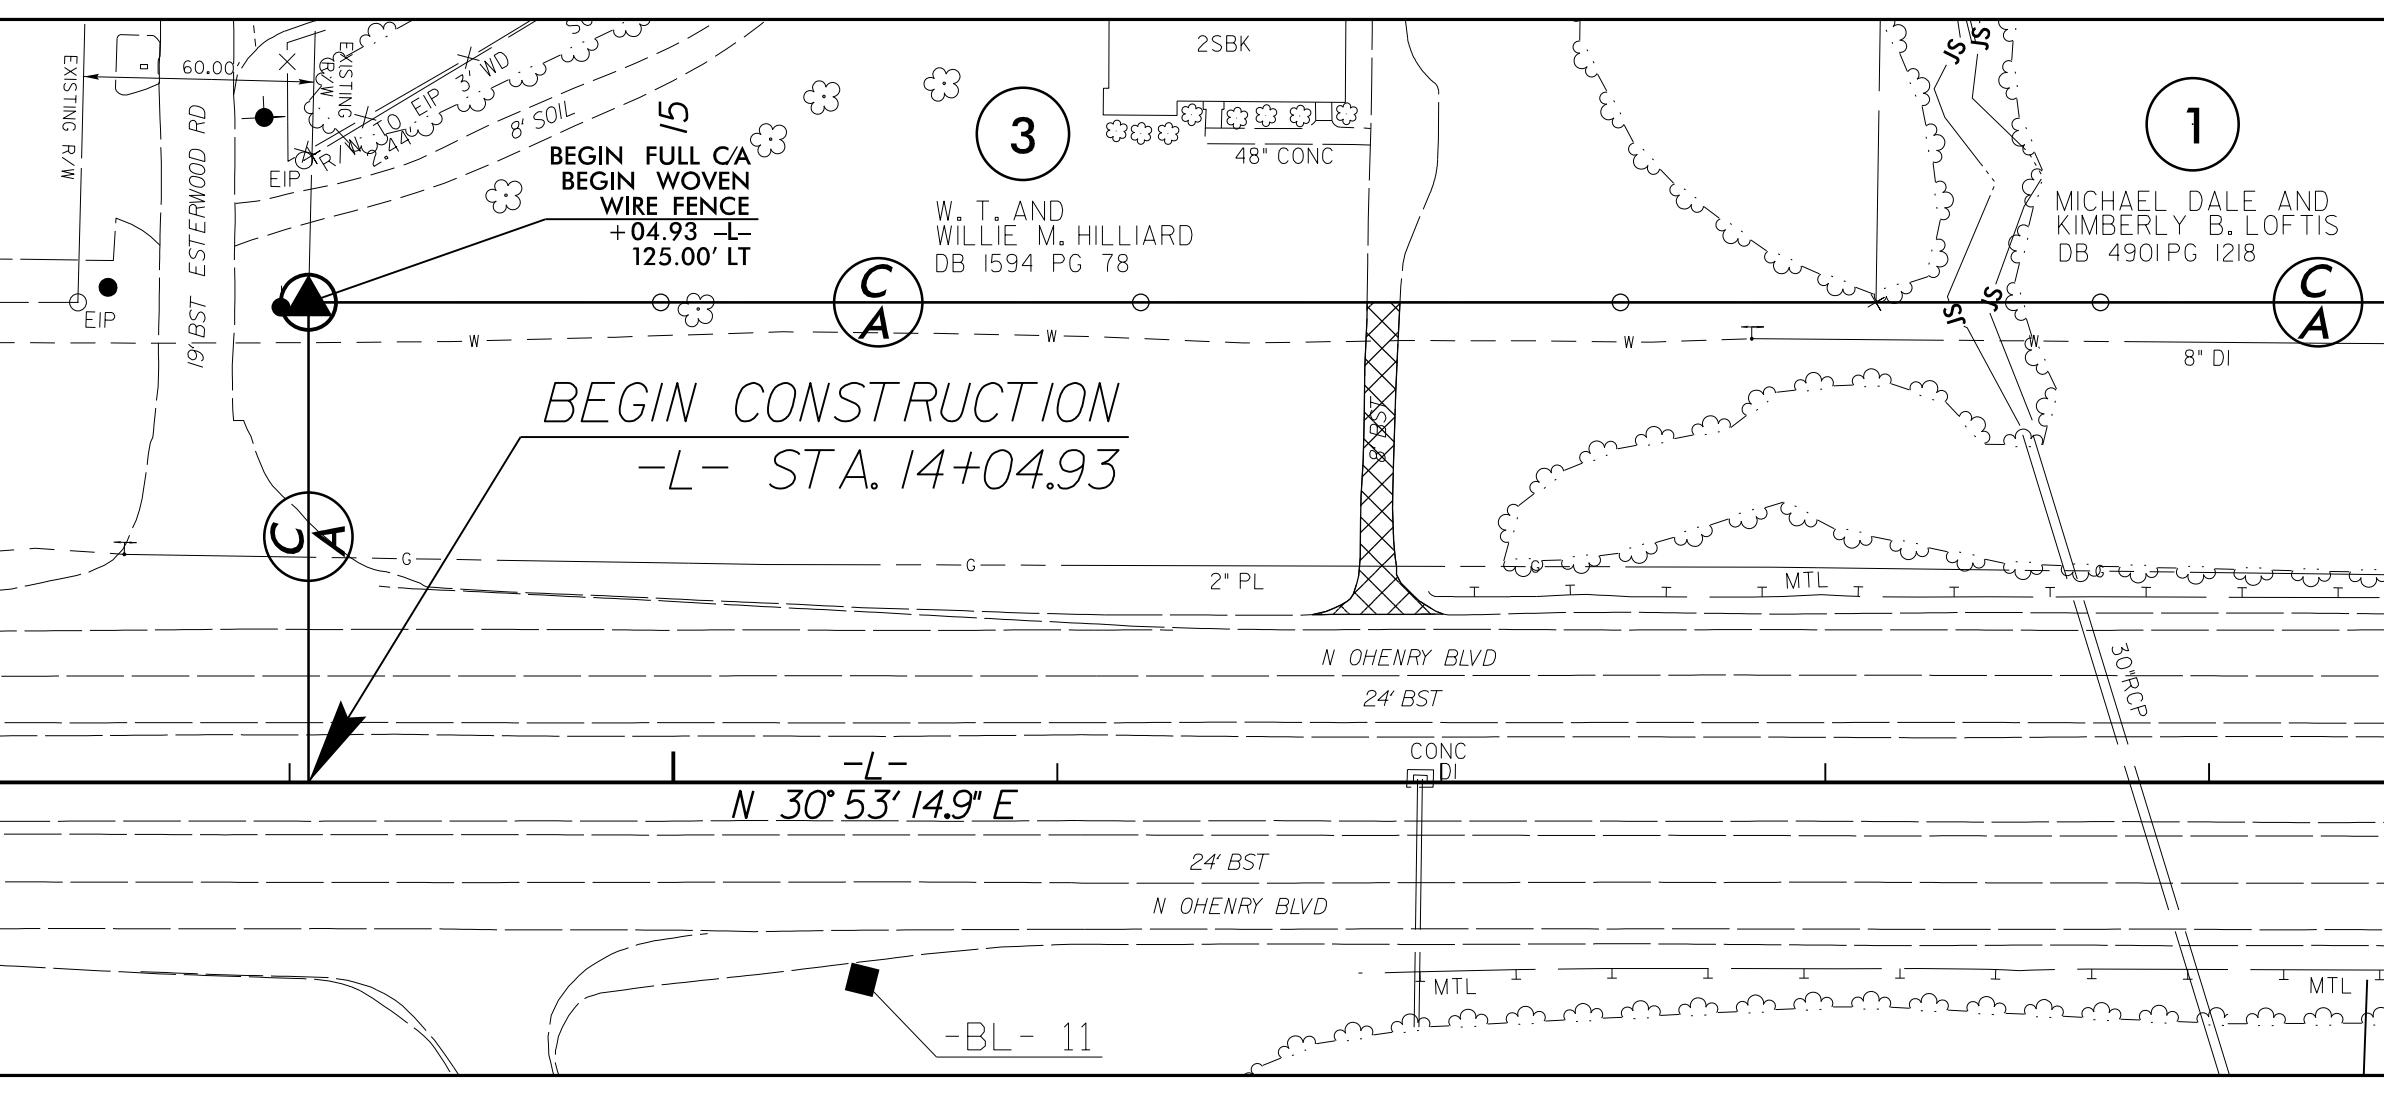 2SBK
EXISTING R/W
60.00'
EXISTING
R/W
R/W TO EIP 3' WD
2.44'
8' SOIL
15
19' BST ESTERWOOD RD
EIP
EIP
BEGIN FULL C/A
BEGIN WOVEN
WIRE FENCE
+04.93 -L-
125.00' LT
3
W. T. AND
WILLIE M. HILLIARD
DB 1594 PG 78
48" CONC
JS
JS
1
MICHAEL DALE AND
KIMBERLY B. LOFTIS
DB 4901 PG 1218
C
A
C
A
JS
JS
W
W
W
W
8" DI
BEGIN CONSTRUCTION
-L- STA. 14+04.93
8' BST
C
A
G
G
G
G
2" PL
MTL
N OHENRY BLVD
24' BST
30" RCP
CONC
DI
-L-
N 30° 53' 14.9" E
24' BST
N OHENRY BLVD
MTL
MTL
-BL- 11